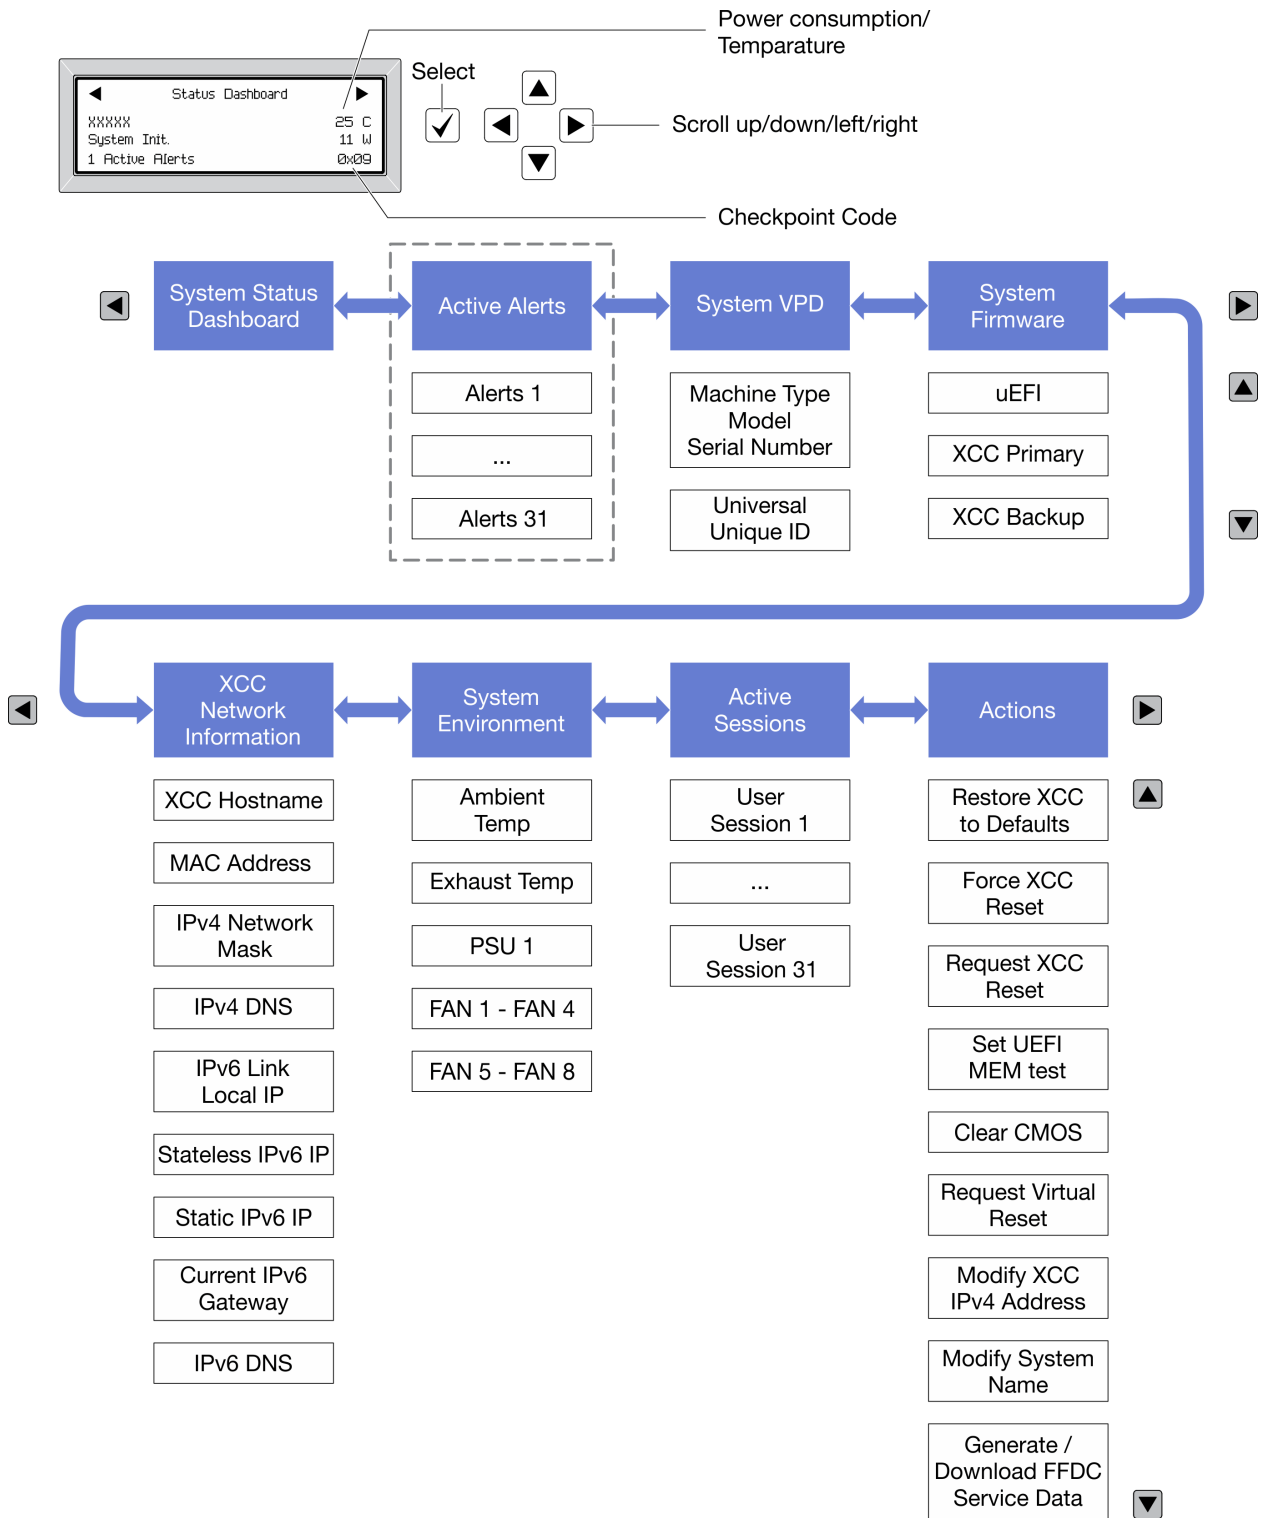 Power consumption/
Temparature
Select
Status Dashboard
XXXXX 25 C
System Init. 11 W
1 Active Alerts 0x09
Scroll up/down/left/right
Checkpoint Code
System Status
Dashboard
Active Alerts
System VPD
System
Firmware
Alerts 1
...
Alerts 31
Machine Type
Model
Serial Number
Universal
Unique ID
uEFI
XCC Primary
XCC Backup
XCC
Network
Information
System
Environment
Active
Sessions
Actions
XCC Hostname
MAC Address
IPv4 Network
Mask
IPv4 DNS
IPv6 Link
Local IP
Stateless IPv6 IP
Static IPv6 IP
Current IPv6
Gateway
IPv6 DNS
Ambient
Temp
Exhaust Temp
PSU 1
FAN 1 - FAN 4
FAN 5 - FAN 8
User
Session 1
...
User
Session 31
Restore XCC
to Defaults
Force XCC
Reset
Request XCC
Reset
Set UEFI
MEM test
Clear CMOS
Request Virtual
Reset
Modify XCC
IPv4 Address
Modify System
Name
Generate /
Download FFDC
Service Data